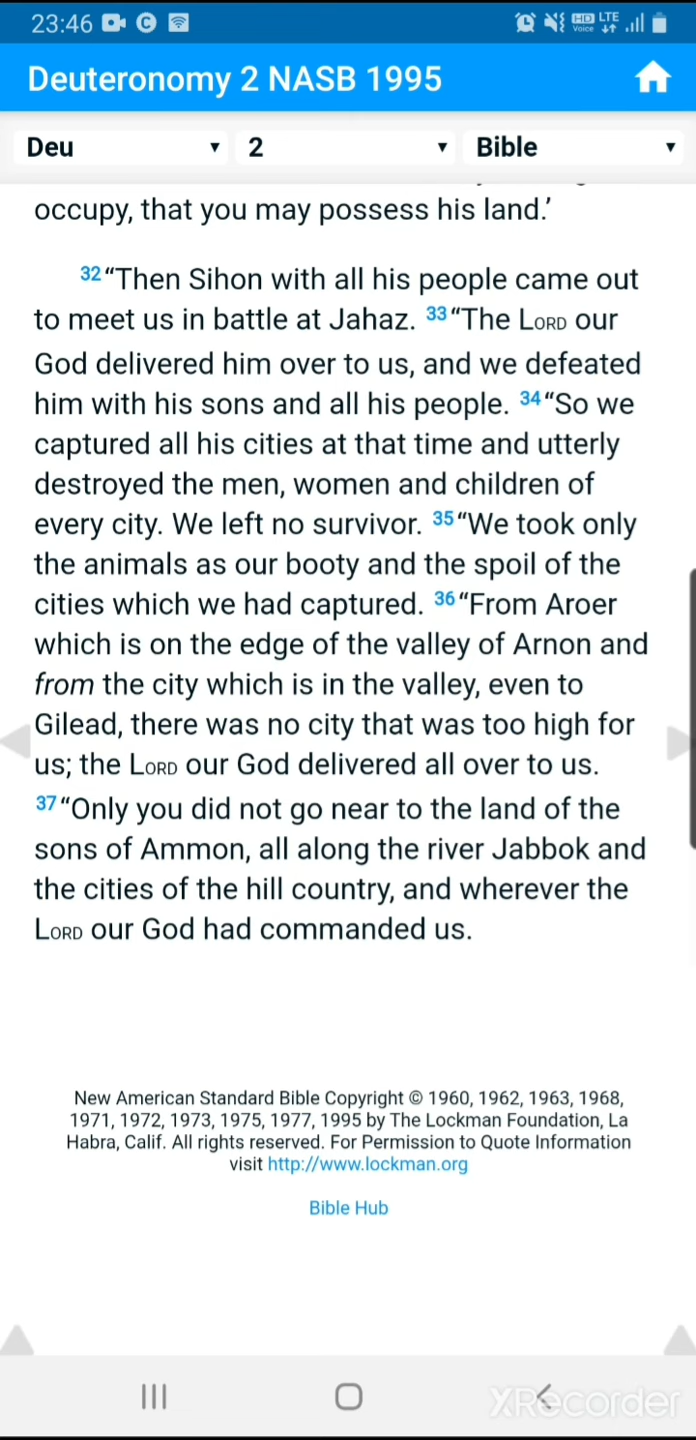 23:46
HD Voice LTE
Deuteronomy 2 NASB 1995
Deu 2 Bible
occupy, that you may possess his land.’
32 “Then Sihon with all his people came out
to meet us in battle at Jahaz. 33 “The LORD our
God delivered him over to us, and we defeated
him with his sons and all his people. 34 “So we
captured all his cities at that time and utterly
destroyed the men, women and children of
every city. We left no survivor. 35 “We took only
the animals as our booty and the spoil of the
cities which we had captured. 36 “From Aroer
which is on the edge of the valley of Arnon and
from the city which is in the valley, even to
Gilead, there was no city that was too high for
us; the LORD our God delivered all over to us.
37 “Only you did not go near to the land of the
sons of Ammon, all along the river Jabbok and
the cities of the hill country, and wherever the
LORD our God had commanded us.
New American Standard Bible Copyright © 1960, 1962, 1963, 1968,
1971, 1972, 1973, 1975, 1977, 1995 by The Lockman Foundation, La
Habra, Calif. All rights reserved. For Permission to Quote Information
visit http://www.lockman.org
Bible Hub
XRecorder